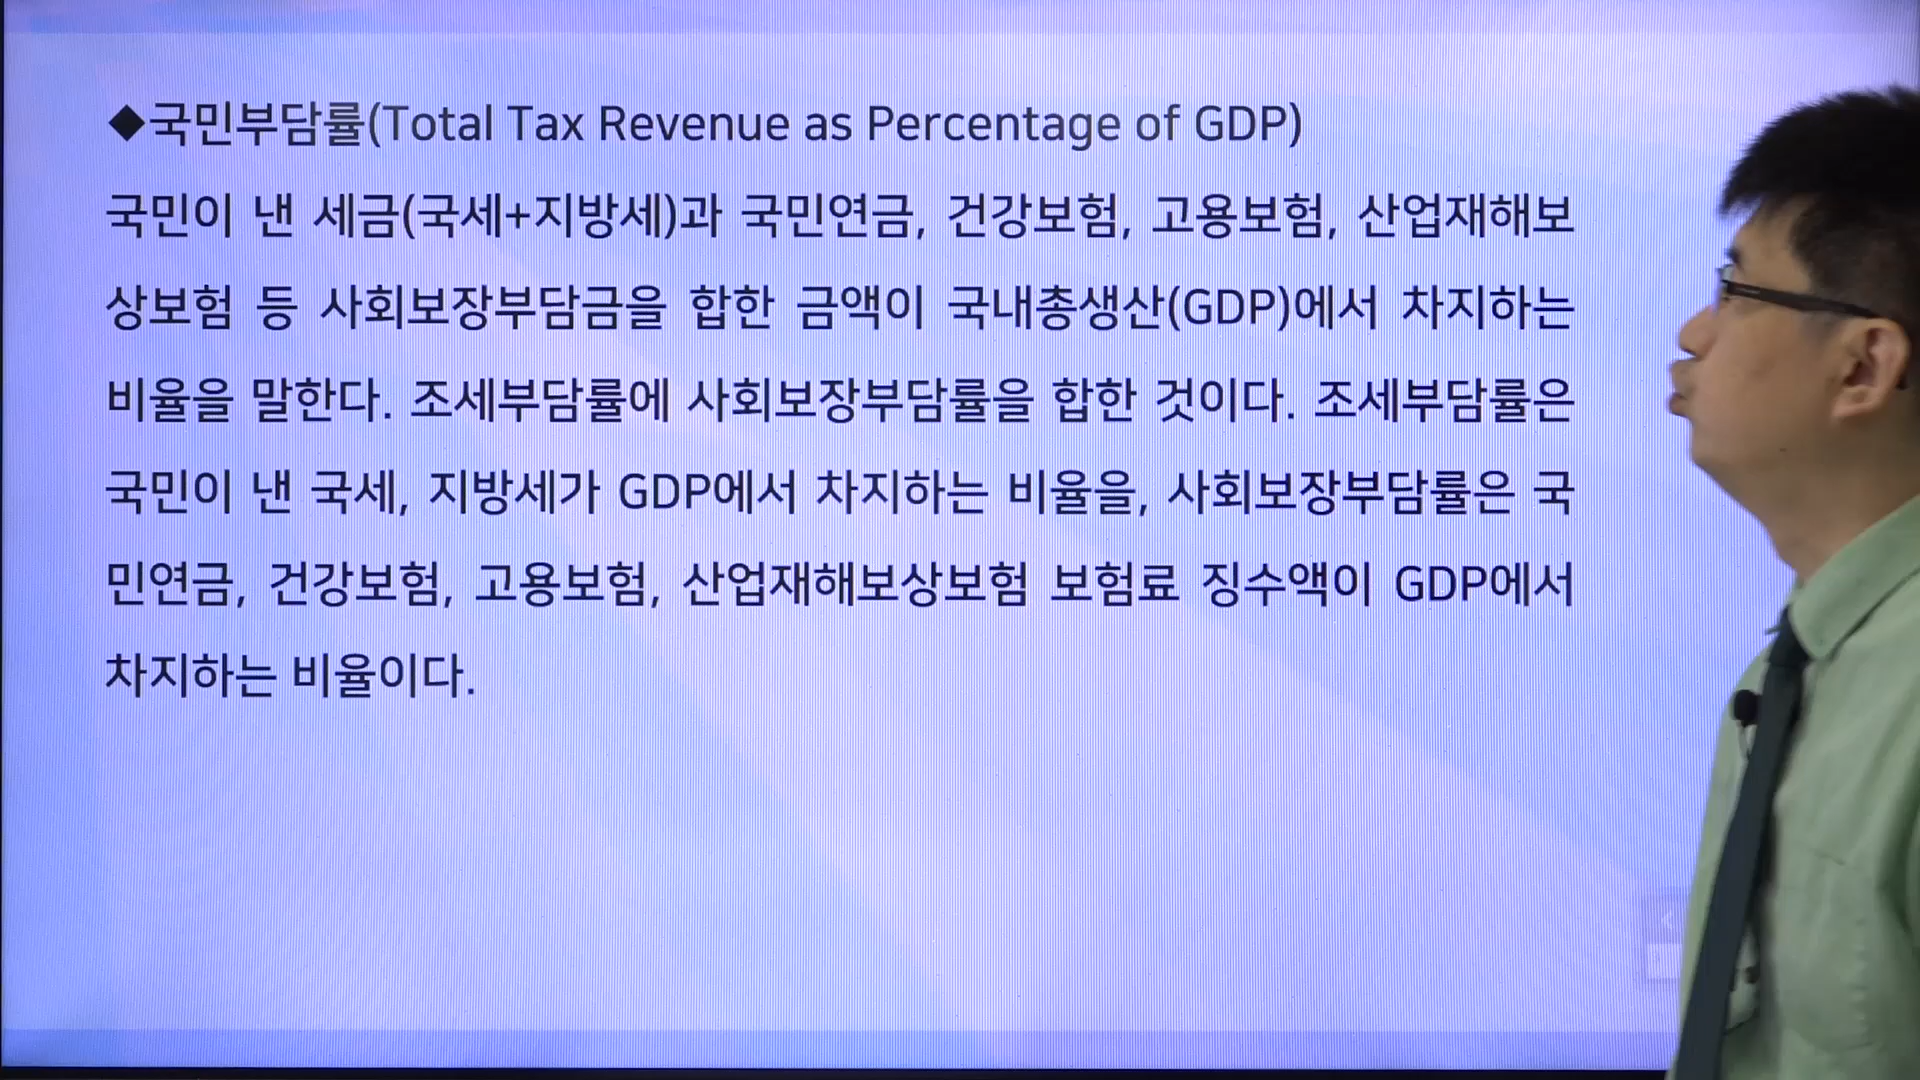 ◆국민부담률(Total Tax Revenue as Percentage of GDP)
국민이 낸 세금(국세+지방세)과 국민연금, 건강보험, 고용보험, 산업재해보
상보험 등 사회보장부담금을 합한 금액이 국내총생산(GDP)에서 차지하는
비율을 말한다. 조세부담률에 사회보장부담률을 합한 것이다. 조세부담률은
국민이 낸 국세, 지방세가 GDP에서 차지하는 비율을, 사회보장부담률은 국
민연금, 건강보험, 고용보험, 산업재해보상보험 보험료 징수액이 GDP에서
차지하는 비율이다.